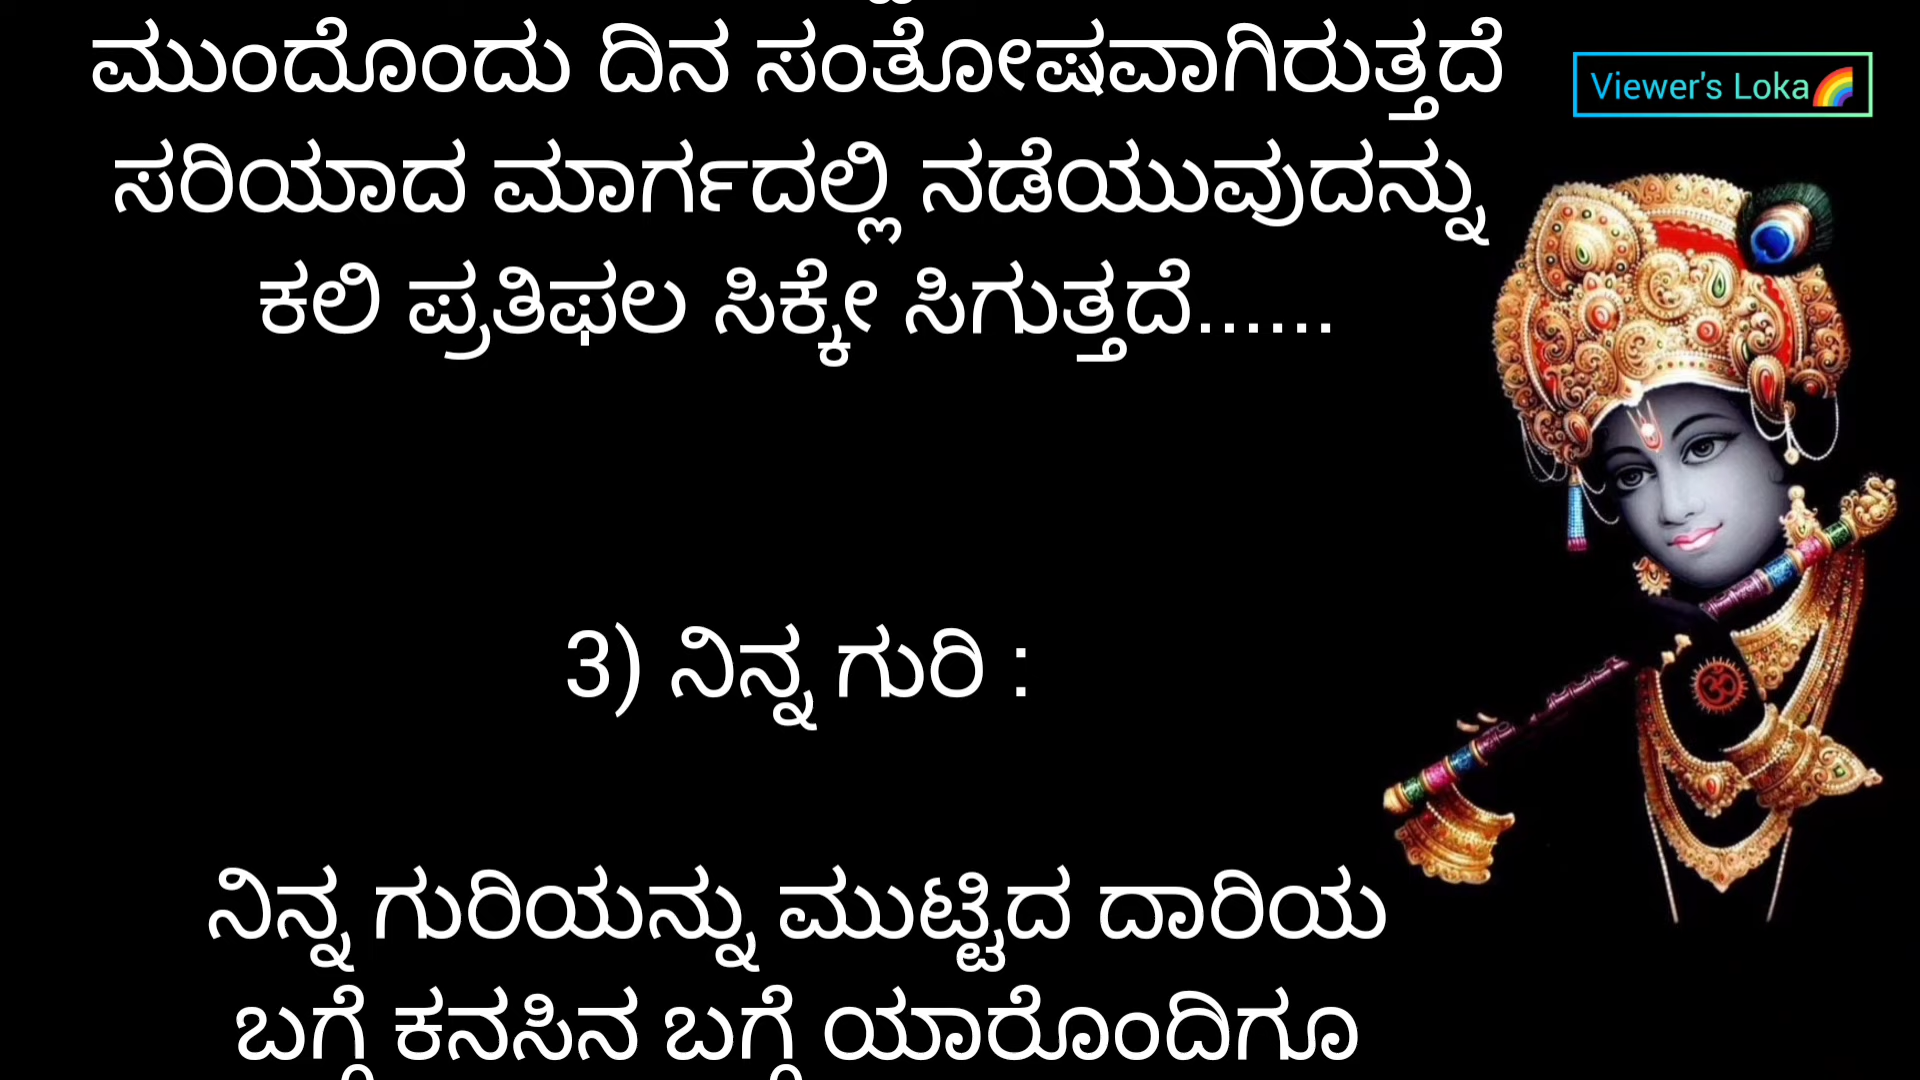 ಮುಂದೊಂದು ದಿನ ಸಂತೋಷವಾಗಿರುತ್ತದೆ
Viewer's Loka🌈
ಸರಿಯಾದ ಮಾರ್ಗದಲ್ಲಿ ನಡೆಯುವುದನ್ನು
ಕಲಿ ಪ್ರತಿಫಲ ಸಿಕ್ಕೇ ಸಿಗುತ್ತದೆ......
3) ನಿನ್ನ ಗುರಿ :
ನಿನ್ನ ಗುರಿಯನ್ನು ಮುಟ್ಟಿದ ದಾರಿಯ
ಬಗ್ಗೆ ಕನಸಿನ ಬಗ್ಗೆ ಯಾರೊಂದಿಗೂ